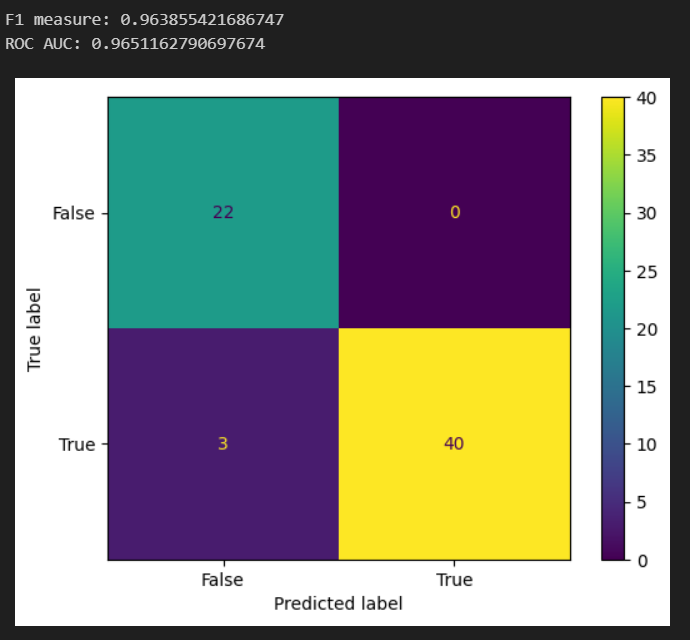 F1 measure: 0.963855421686747
ROC AUC: 0.9651162790697674
40
35
30
25
20
15
10
5
0
True label
False
True
22
0
3
40
False
True
Predicted label